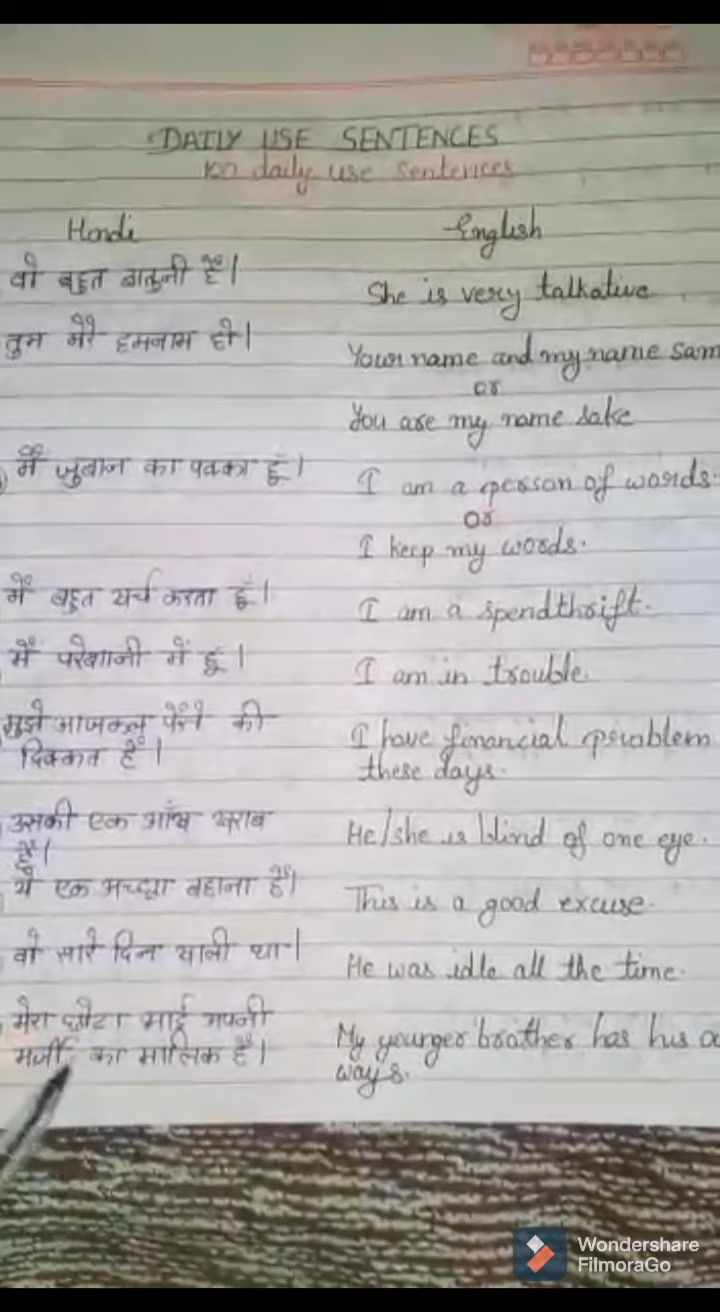 DAILY USE SENTENCES
100 daily use sentences
Hindi English
वो बहुत बातुनी हैं। She is very talkative.
तुम मेरे हमनाम हो। Your name and my name sam
or
You are my name sake
मैं जुबान का पक्का हूँ। I am a person of words.
or
I keep my words.
मैं बहुत खर्च करता हूँ। I am a spendthrift.
मैं परेशानी में हूं। I am in trouble.
मुझे आजकल पैसे की I have financial problem
दिक्कत हैं। these days.
उसकी एक आँख खराब He/she is blind of one eye.
हैं।
ये एक अच्छा बहाना हैं। This is a good excuse.
वो सारे दिन खाली था। He was idle all the time.
मेरा छोटा भाई अपनी My younger brother has his o
मर्जी का मालिक हैं। ways.
Wondershare
FilmoraGo